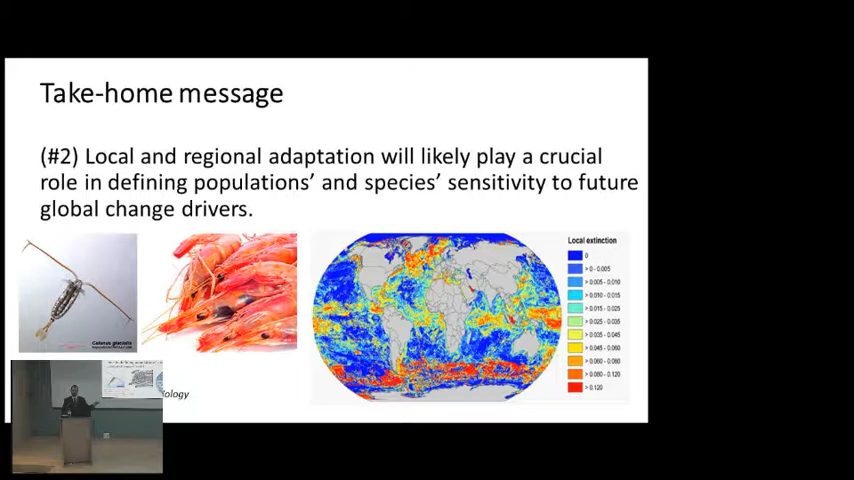 Take-home message
(#2) Local and regional adaptation will likely play a crucial
role in defining populations’ and species’ sensitivity to future
global change drivers.
Calanus glacialis
Local extinction
0
> 0 - 0.005
> 0.005 - 0.010
> 0.010 - 0.015
> 0.015 - 0.025
> 0.025 - 0.035
> 0.035 - 0.045
> 0.045 - 0.060
> 0.060 - 0.080
> 0.080 - 0.120
> 0.120
ology